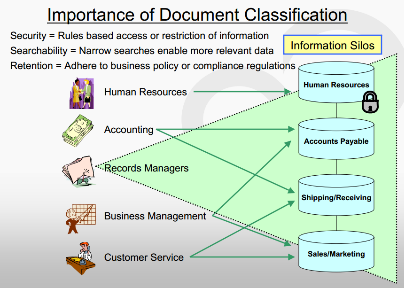 Importance of Document Classification
Security = Rules based access or restriction of information
Searchability = Narrow searches enable more relevant data
Retention = Adhere to business policy or compliance regulations
Information Silos
Human Resources
Human Resources
Accounting
Accounts Payable
Records Managers
Shipping/Receiving
Business Management
Customer Service
Sales/Marketing